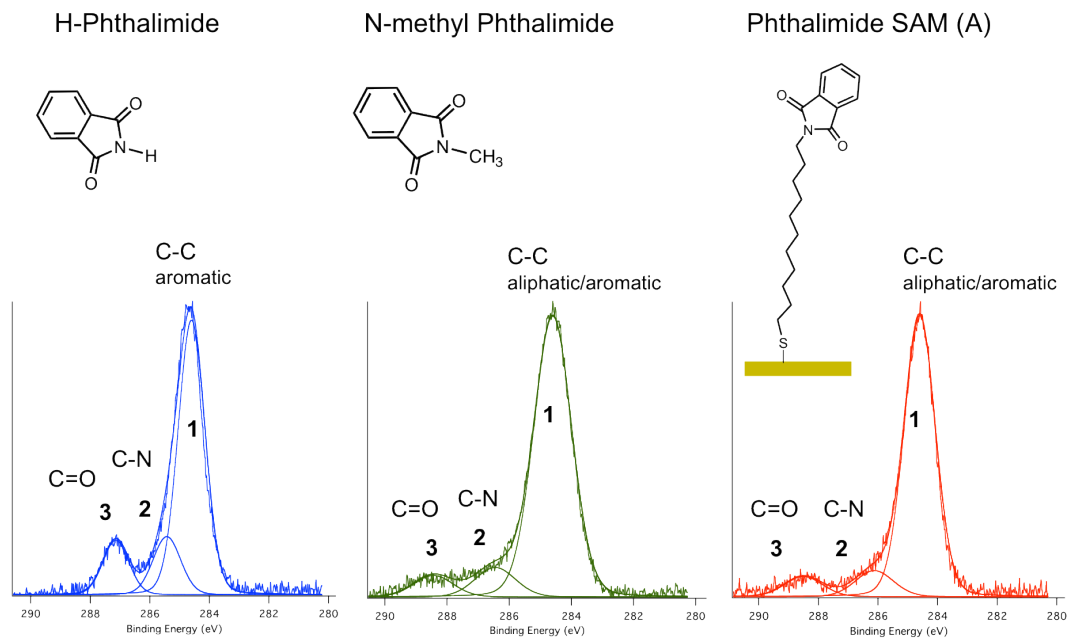 H-Phthalimide
N-methyl Phthalimide
Phthalimide SAM (A)
O
N
H
O
O
N
CH3
O
O
N
O
S
C-C
aromatic
C-N
C=O
1
2
3
290
288
286
284
282
280
Binding Energy (eV)
C-C
aliphatic/aromatic
C-N
C=O
1
2
3
290
288
286
284
282
280
Binding Energy (eV)
C-C
aliphatic/aromatic
C=O
C-N
1
3
2
290
288
286
284
282
280
Binding Energy (eV)